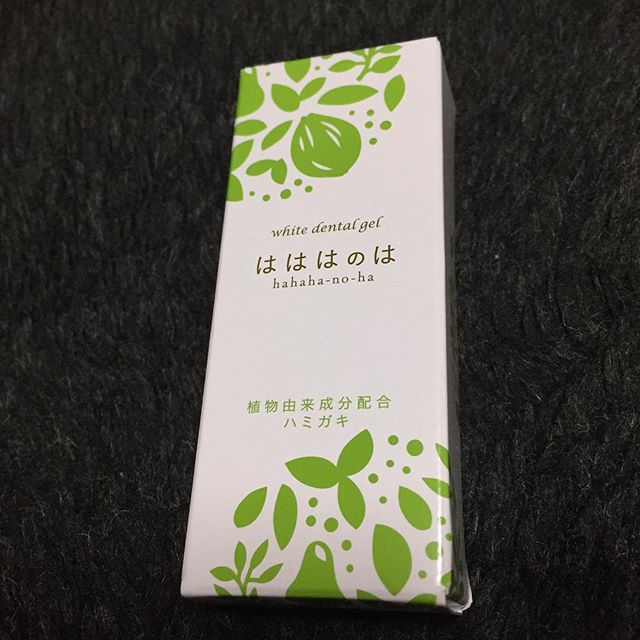 white dental gel
はははのは
hahaha-no-ha
植物由来成分配合
ハミガキ